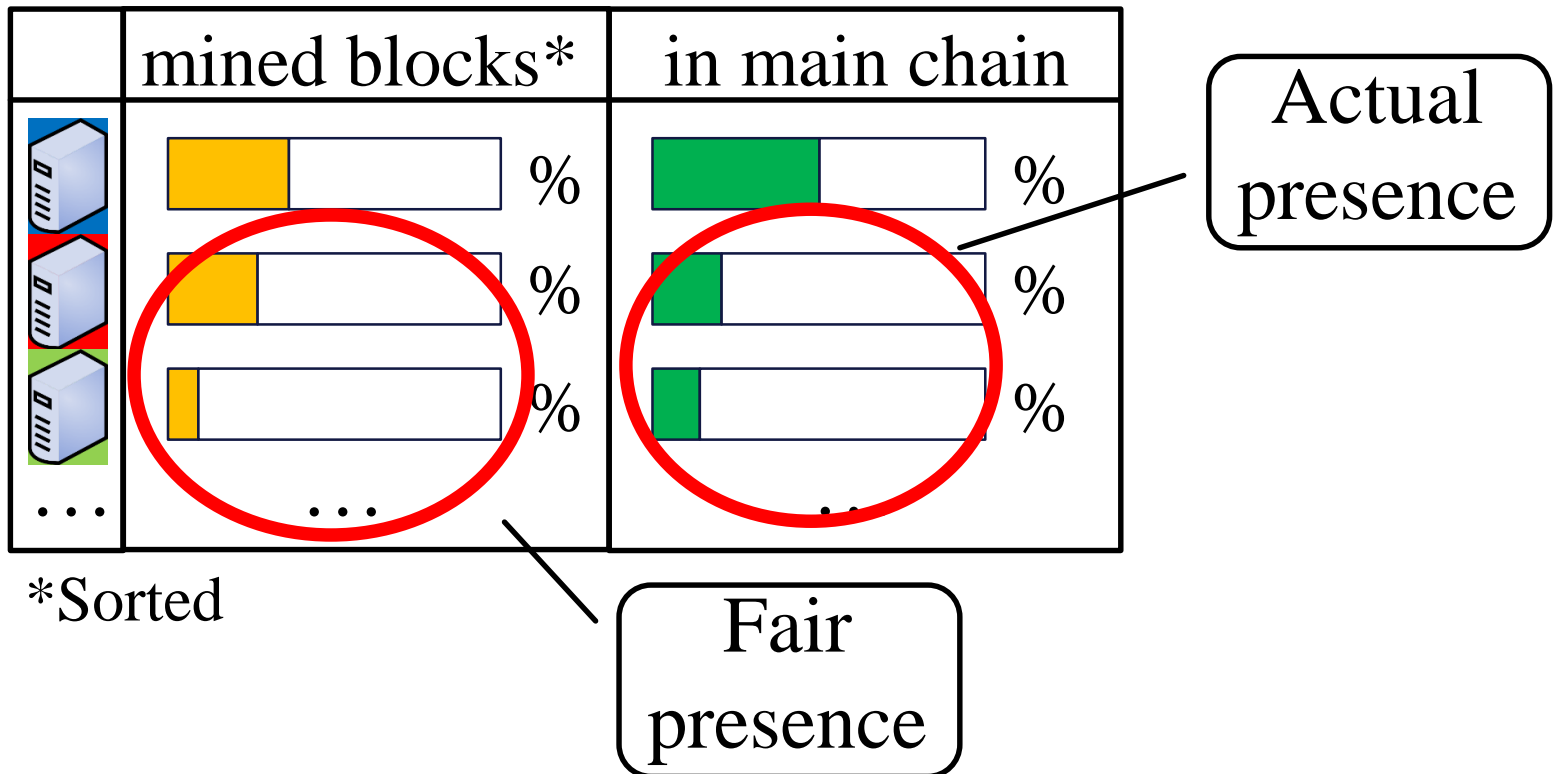 mined blocks* in main chain
% %
% %
% %
... ... ...
*Sorted
Actual
presence
Fair
presence